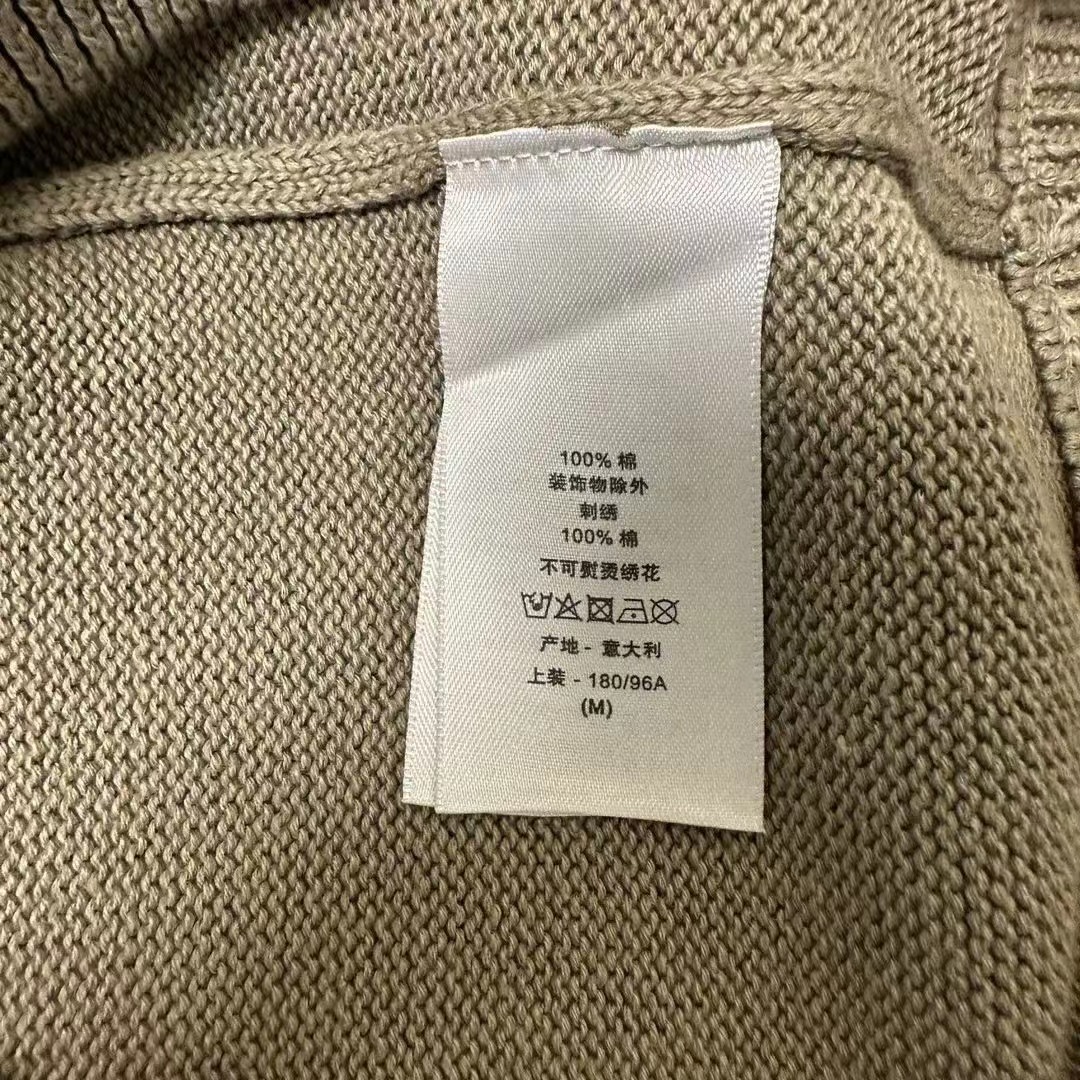 100% 棉
装饰物除外
刺绣
100% 棉
不可熨烫绣花
产地 - 意大利
上装 - 180/96A
(M)